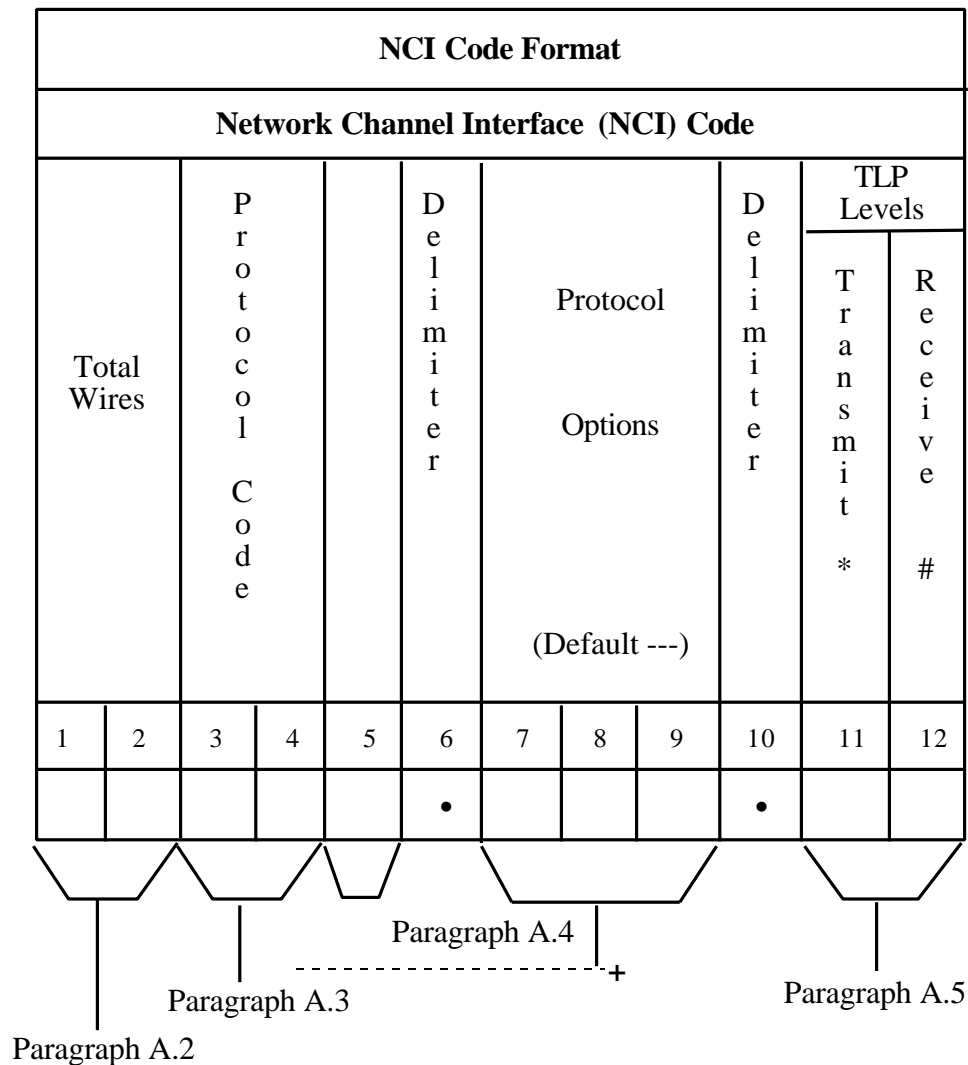 NCI Code Format
Network Channel Interface (NCI) Code
Total
Wires
Protocol Code
Delimiter
Protocol
Options
(Default ---)
Delimiter
TLP
Levels
Transmit *
Receive #
1 2 3 4 5 6 7 8 9 10 11 12
• •
Paragraph A.4
+
Paragraph A.3
Paragraph A.5
Paragraph A.2